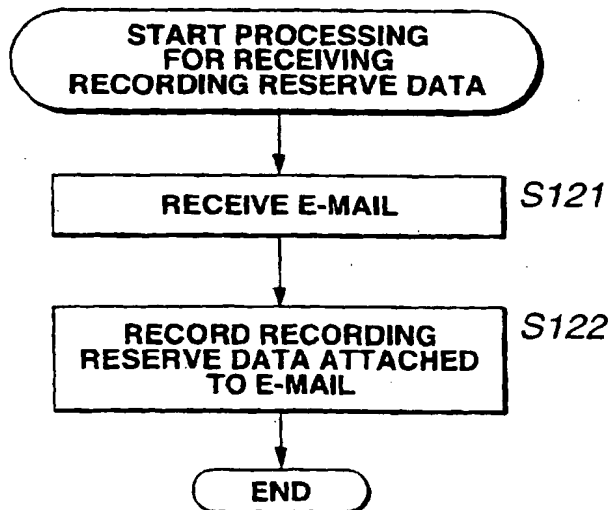 START PROCESSING
FOR RECEIVING
RECORDING RESERVE DATA
RECEIVE E-MAIL
S121
RECORD RECORDING
RESERVE DATA ATTACHED
TO E-MAIL
S122
END